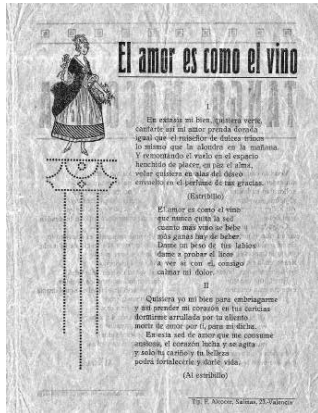 El amor es como el vino
I
En extasis mi bien, quisiera verte,
cantarte así mi amor prenda dorada
igual que el ruiseñor de dulces trinos
lo mismo que la alondra en la mañana.
Y remontando el vuelo en el espacio
henchido de placer, en paz el alma,
volar quisiera en alas del deseo
envuelto en el perfume de tus gracias.
(Estribillo)
El amor es como el vino
que nunca quita la sed
cuanto más vino se bebe
más ganas hay de beber.
Dame un beso de tus labios
dame a probar el licor
a ver si con el, consigo
calmar mi dolor.
II
Quisiera yo mi bien para embriagarme
y así prender mi corazón en tus caricias
dormirme arrullada por tu aliento
morir de amor por ti, para mi dicha.
En esta sed de amor que me consume
ansioso, el corazón lucha y se agita
y solo tu cariño y tu belleza
podrá fortalecerle y darle vida.
(Al estribillo)
Tip. F. Alcocer, Salinas, 23-Valencia